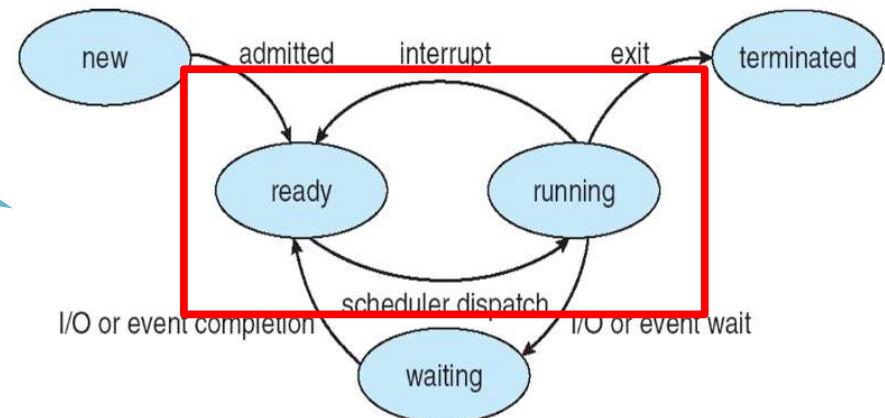 new
admitted
interrupt
exit
terminated
ready
running
scheduler dispatch
I/O or event completion
I/O or event wait
waiting